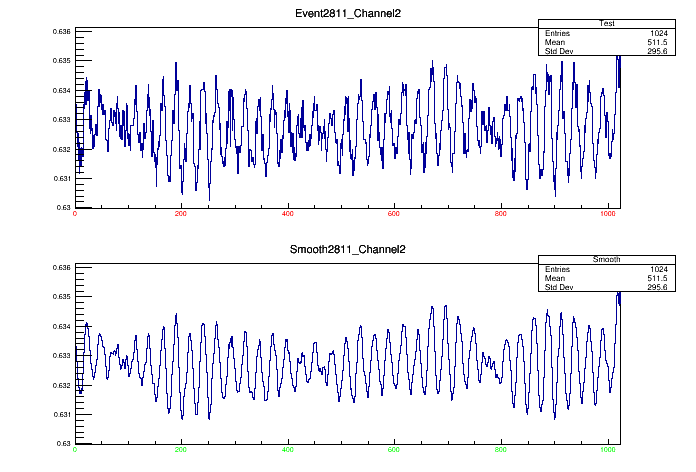 Event2811_Channel2
Test
Entries 1024
Mean 511.5
Std Dev 295.6
0.636
0.635
0.634
0.633
0.632
0.631
0.63
0 200 400 600 800 1000
Smooth2811_Channel2
Smooth
Entries 1024
Mean 511.5
Std Dev 295.6
0.636
0.635
0.634
0.633
0.632
0.631
0.63
0 200 400 600 800 1000